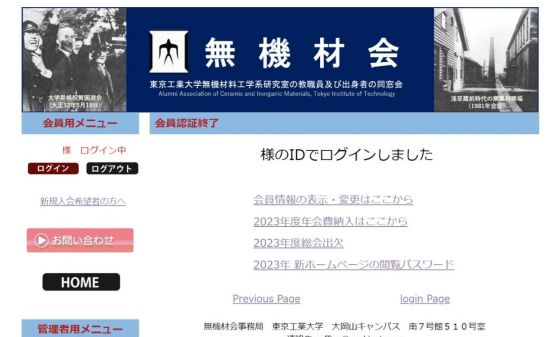 無機材会
東京工業大学無機材料工学系研究室の教職員及び出身者の同窓会
Alumni Association of Ceramic and Inorganic Materials, Tokyo Institute of Technology
大学昇格祝賀園遊会
(大正12年5月18日)
浅草蔵前時代の窯業科窯場
会員用メニュー
会員認証終了
様 ログイン中
様のIDでログインしました
ログイン
ログアウト
新規入会希望者の方へ
会員情報の表示・変更はここから
2023年度年会費納入はここから
2023年度総会出欠
2023年 新ホームページの閲覧パスワード
お問い合わせ
HOME
Previous Page
login Page
管理者用メニュー
無機材会事務局 東京工業大学 大岡山キャンパス 南7号館510号室